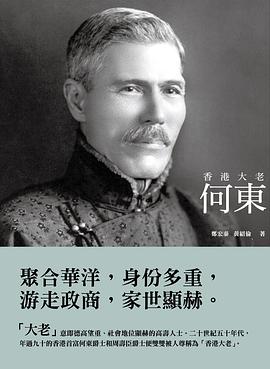 香港大老
何東
鄭宏泰 黃紹倫 著
聚合華洋，身份多重，
游走政商，家世顯赫。
「大老」意即德高望重、社會地位顯赫的高壽人士。二十世紀五十年代，
年過九十的香港首富何東爵士和周壽臣爵士便雙雙被人尊稱為「香港大老」。